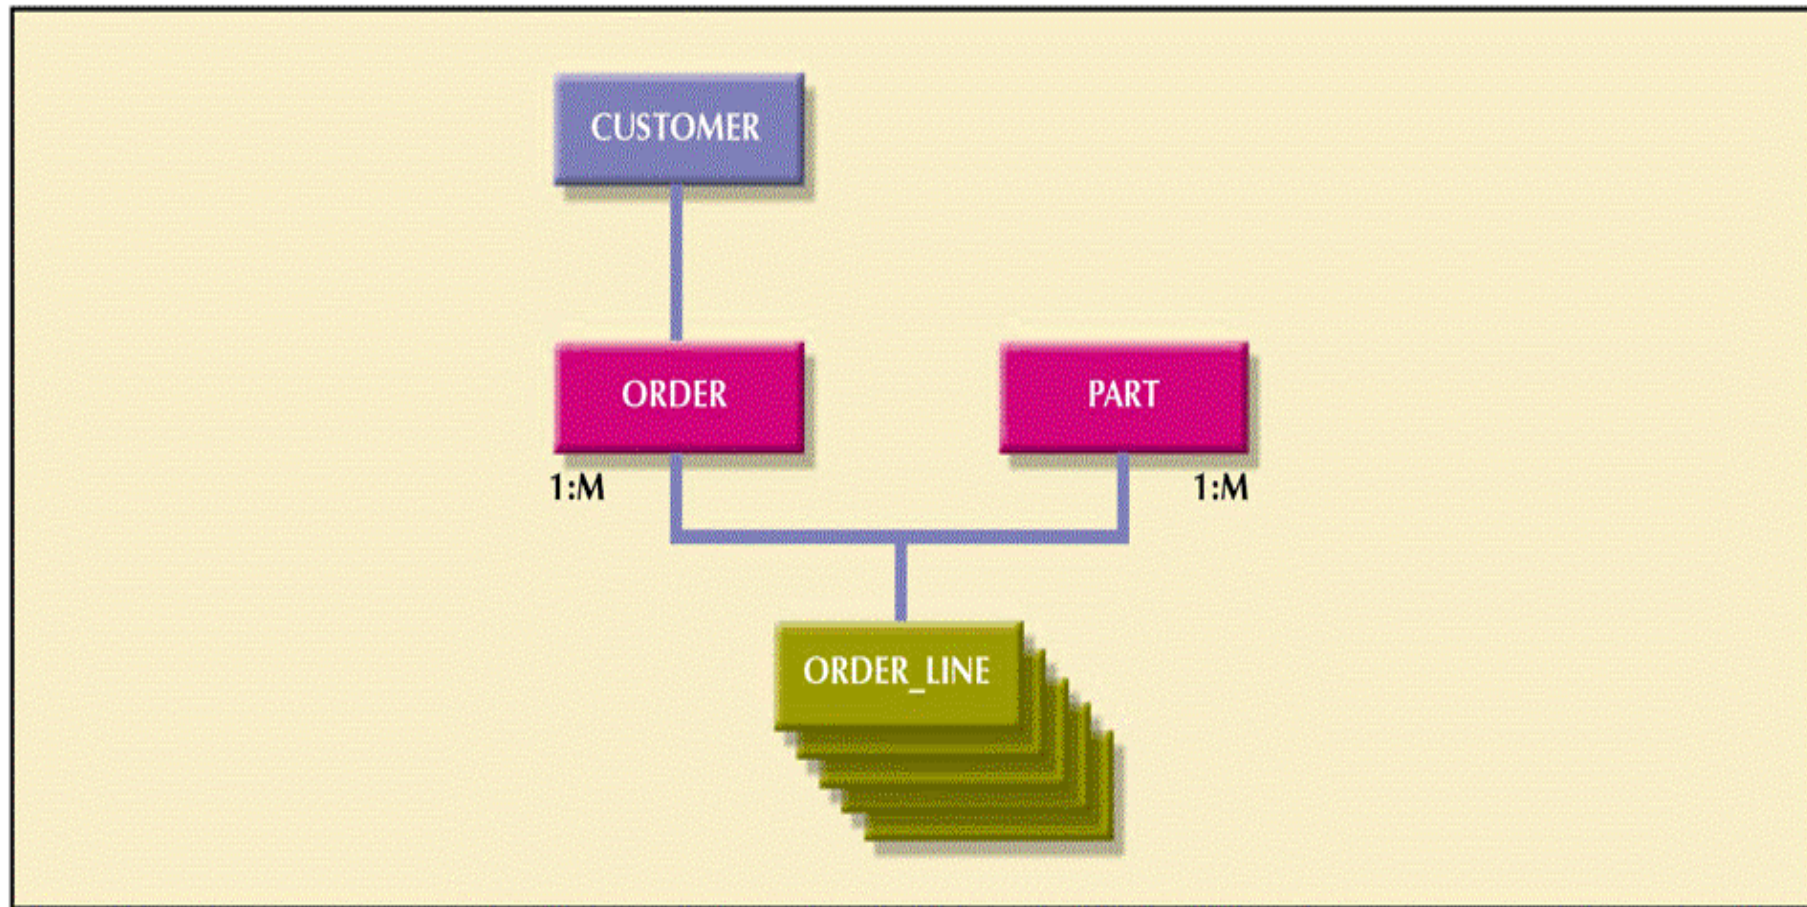 CUSTOMER
ORDER
PART
1:M
1:M
ORDER_LINE